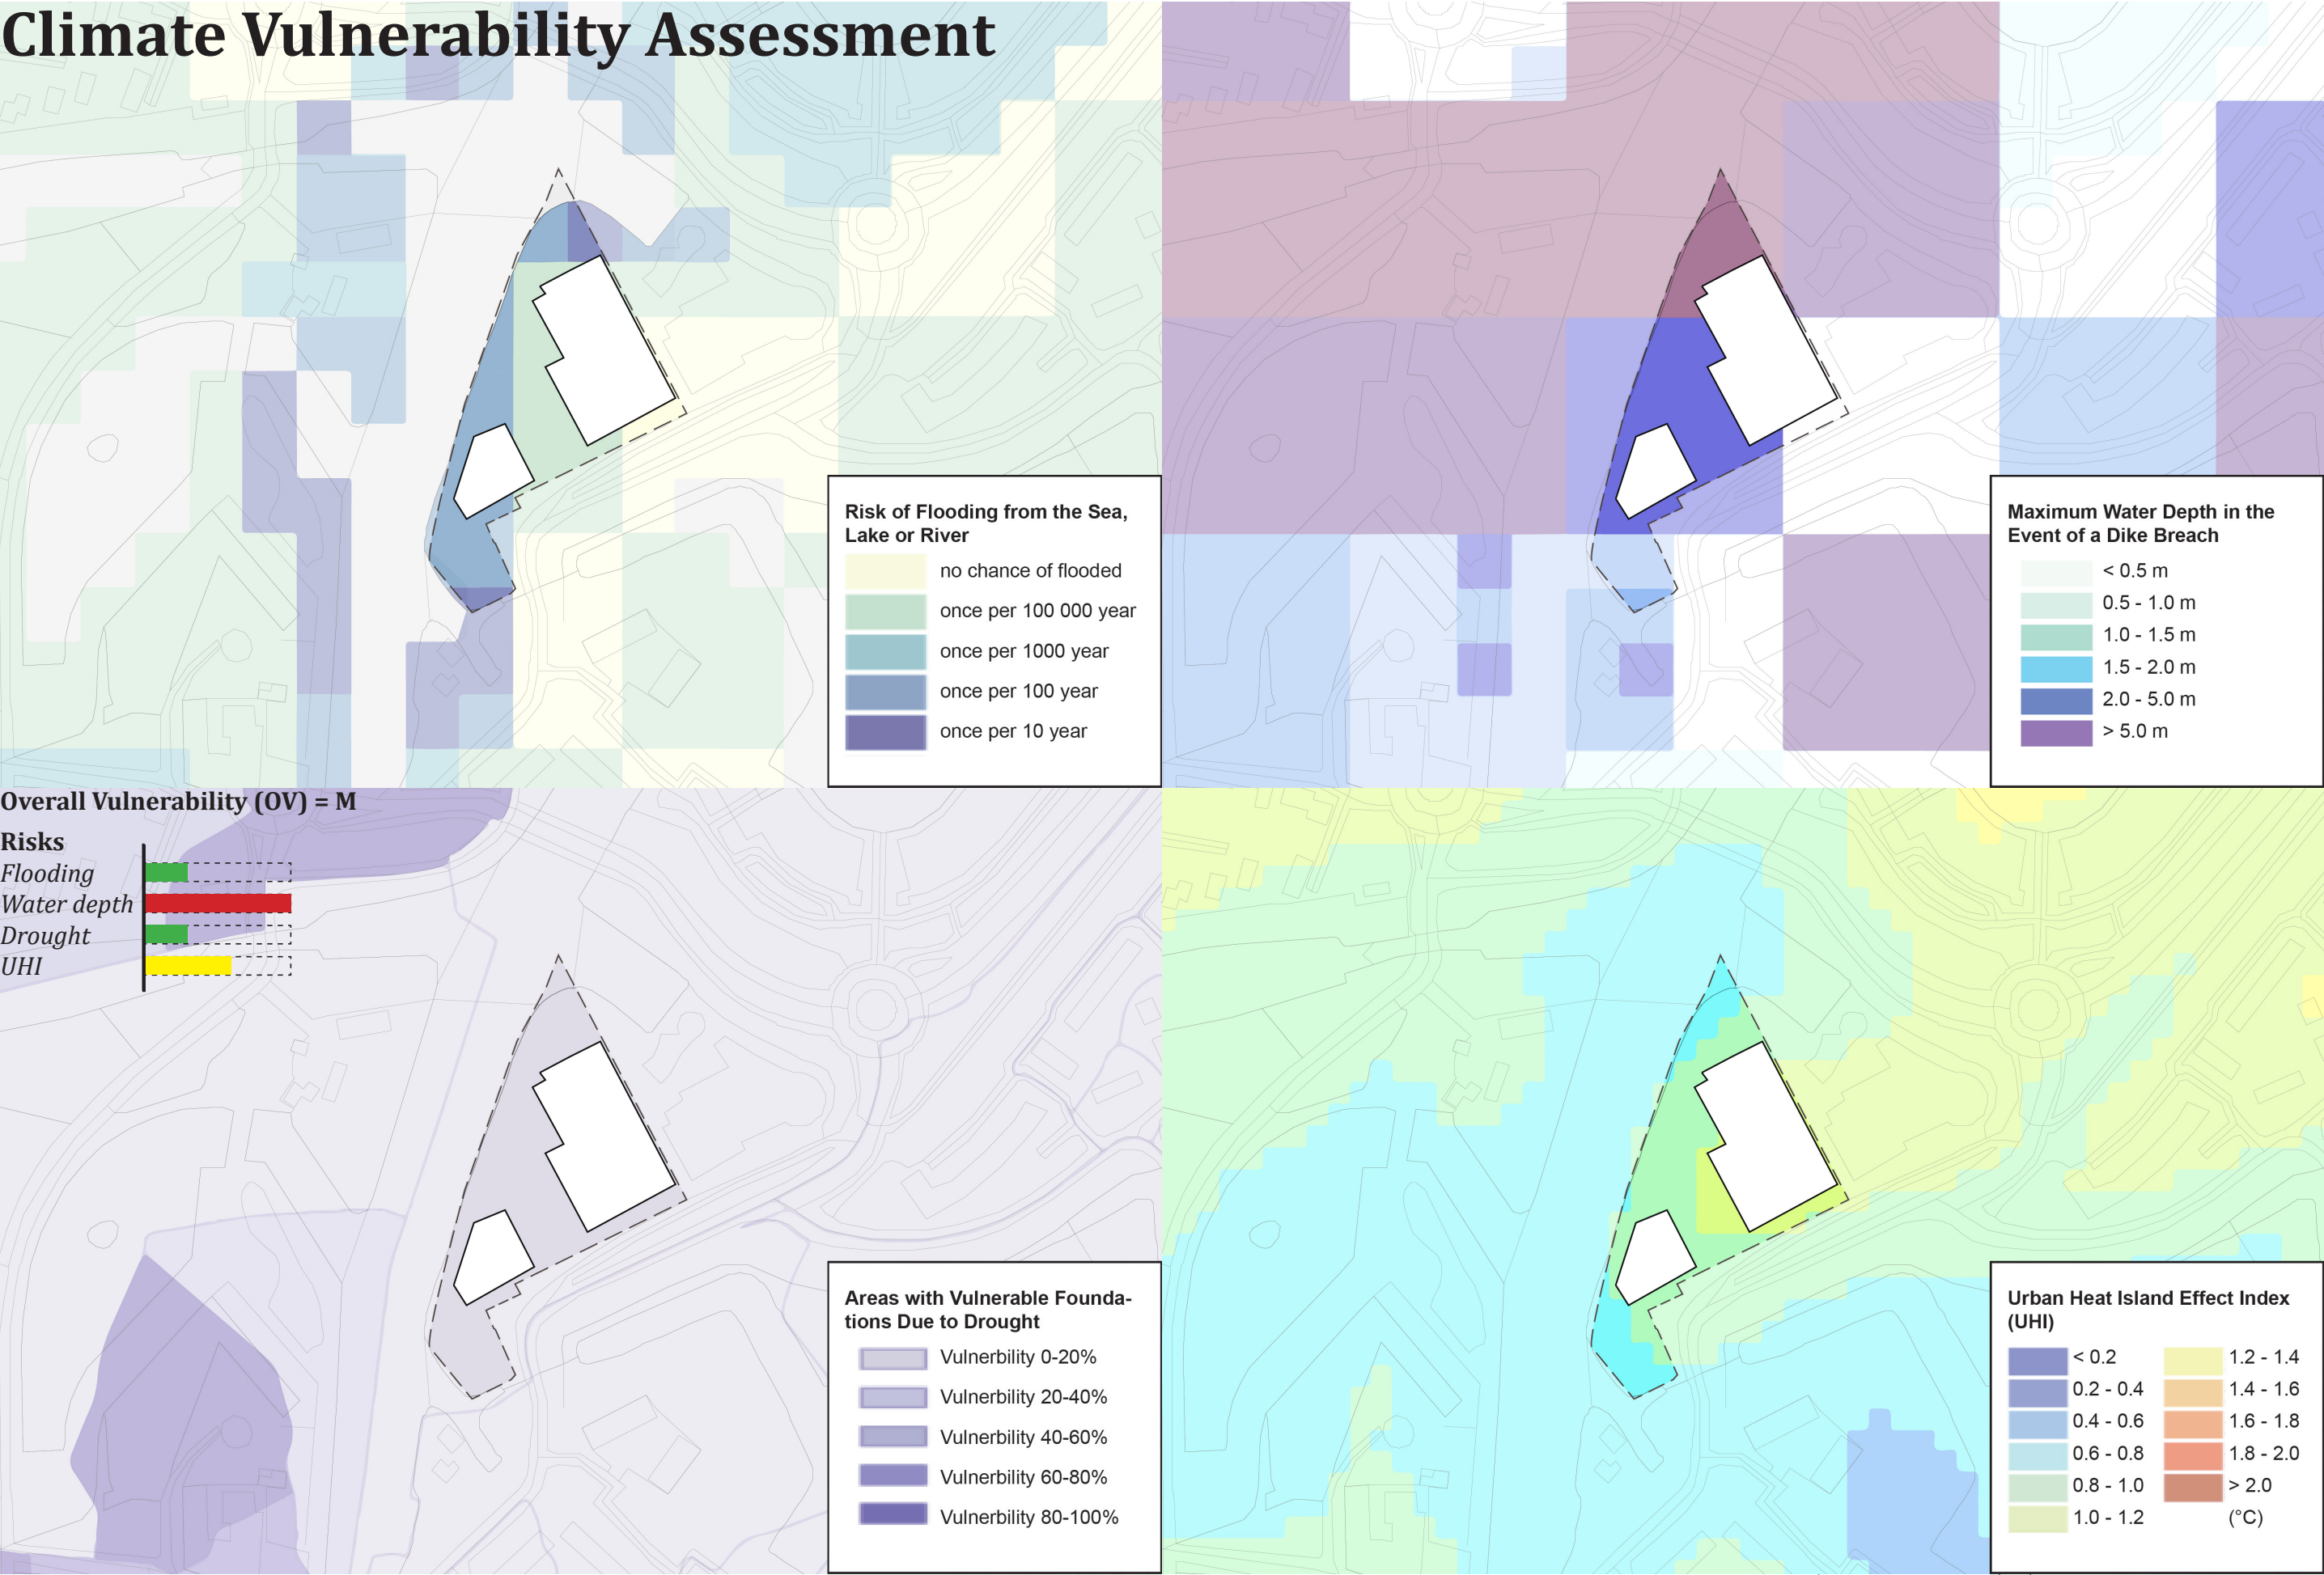 Climate Vulnerability Assessment
Risk of Flooding from the Sea,
Lake or River
no chance of flooded
once per 100 000 year
once per 1000 year
once per 100 year
once per 10 year
Maximum Water Depth in the
Event of a Dike Breach
< 0.5 m
0.5 - 1.0 m
1.0 - 1.5 m
1.5 - 2.0 m
2.0 - 5.0 m
> 5.0 m
Overall Vulnerability (OV) = M
Risks
Flooding
Water depth
Drought
UHI
Areas with Vulnerable Founda-
tions Due to Drought
Vulnerbility 0-20%
Vulnerbility 20-40%
Vulnerbility 40-60%
Vulnerbility 60-80%
Vulnerbility 80-100%
Urban Heat Island Effect Index
(UHI)
< 0.2
0.2 - 0.4
0.4 - 0.6
0.6 - 0.8
0.8 - 1.0
1.0 - 1.2
1.2 - 1.4
1.4 - 1.6
1.6 - 1.8
1.8 - 2.0
> 2.0
(°C)